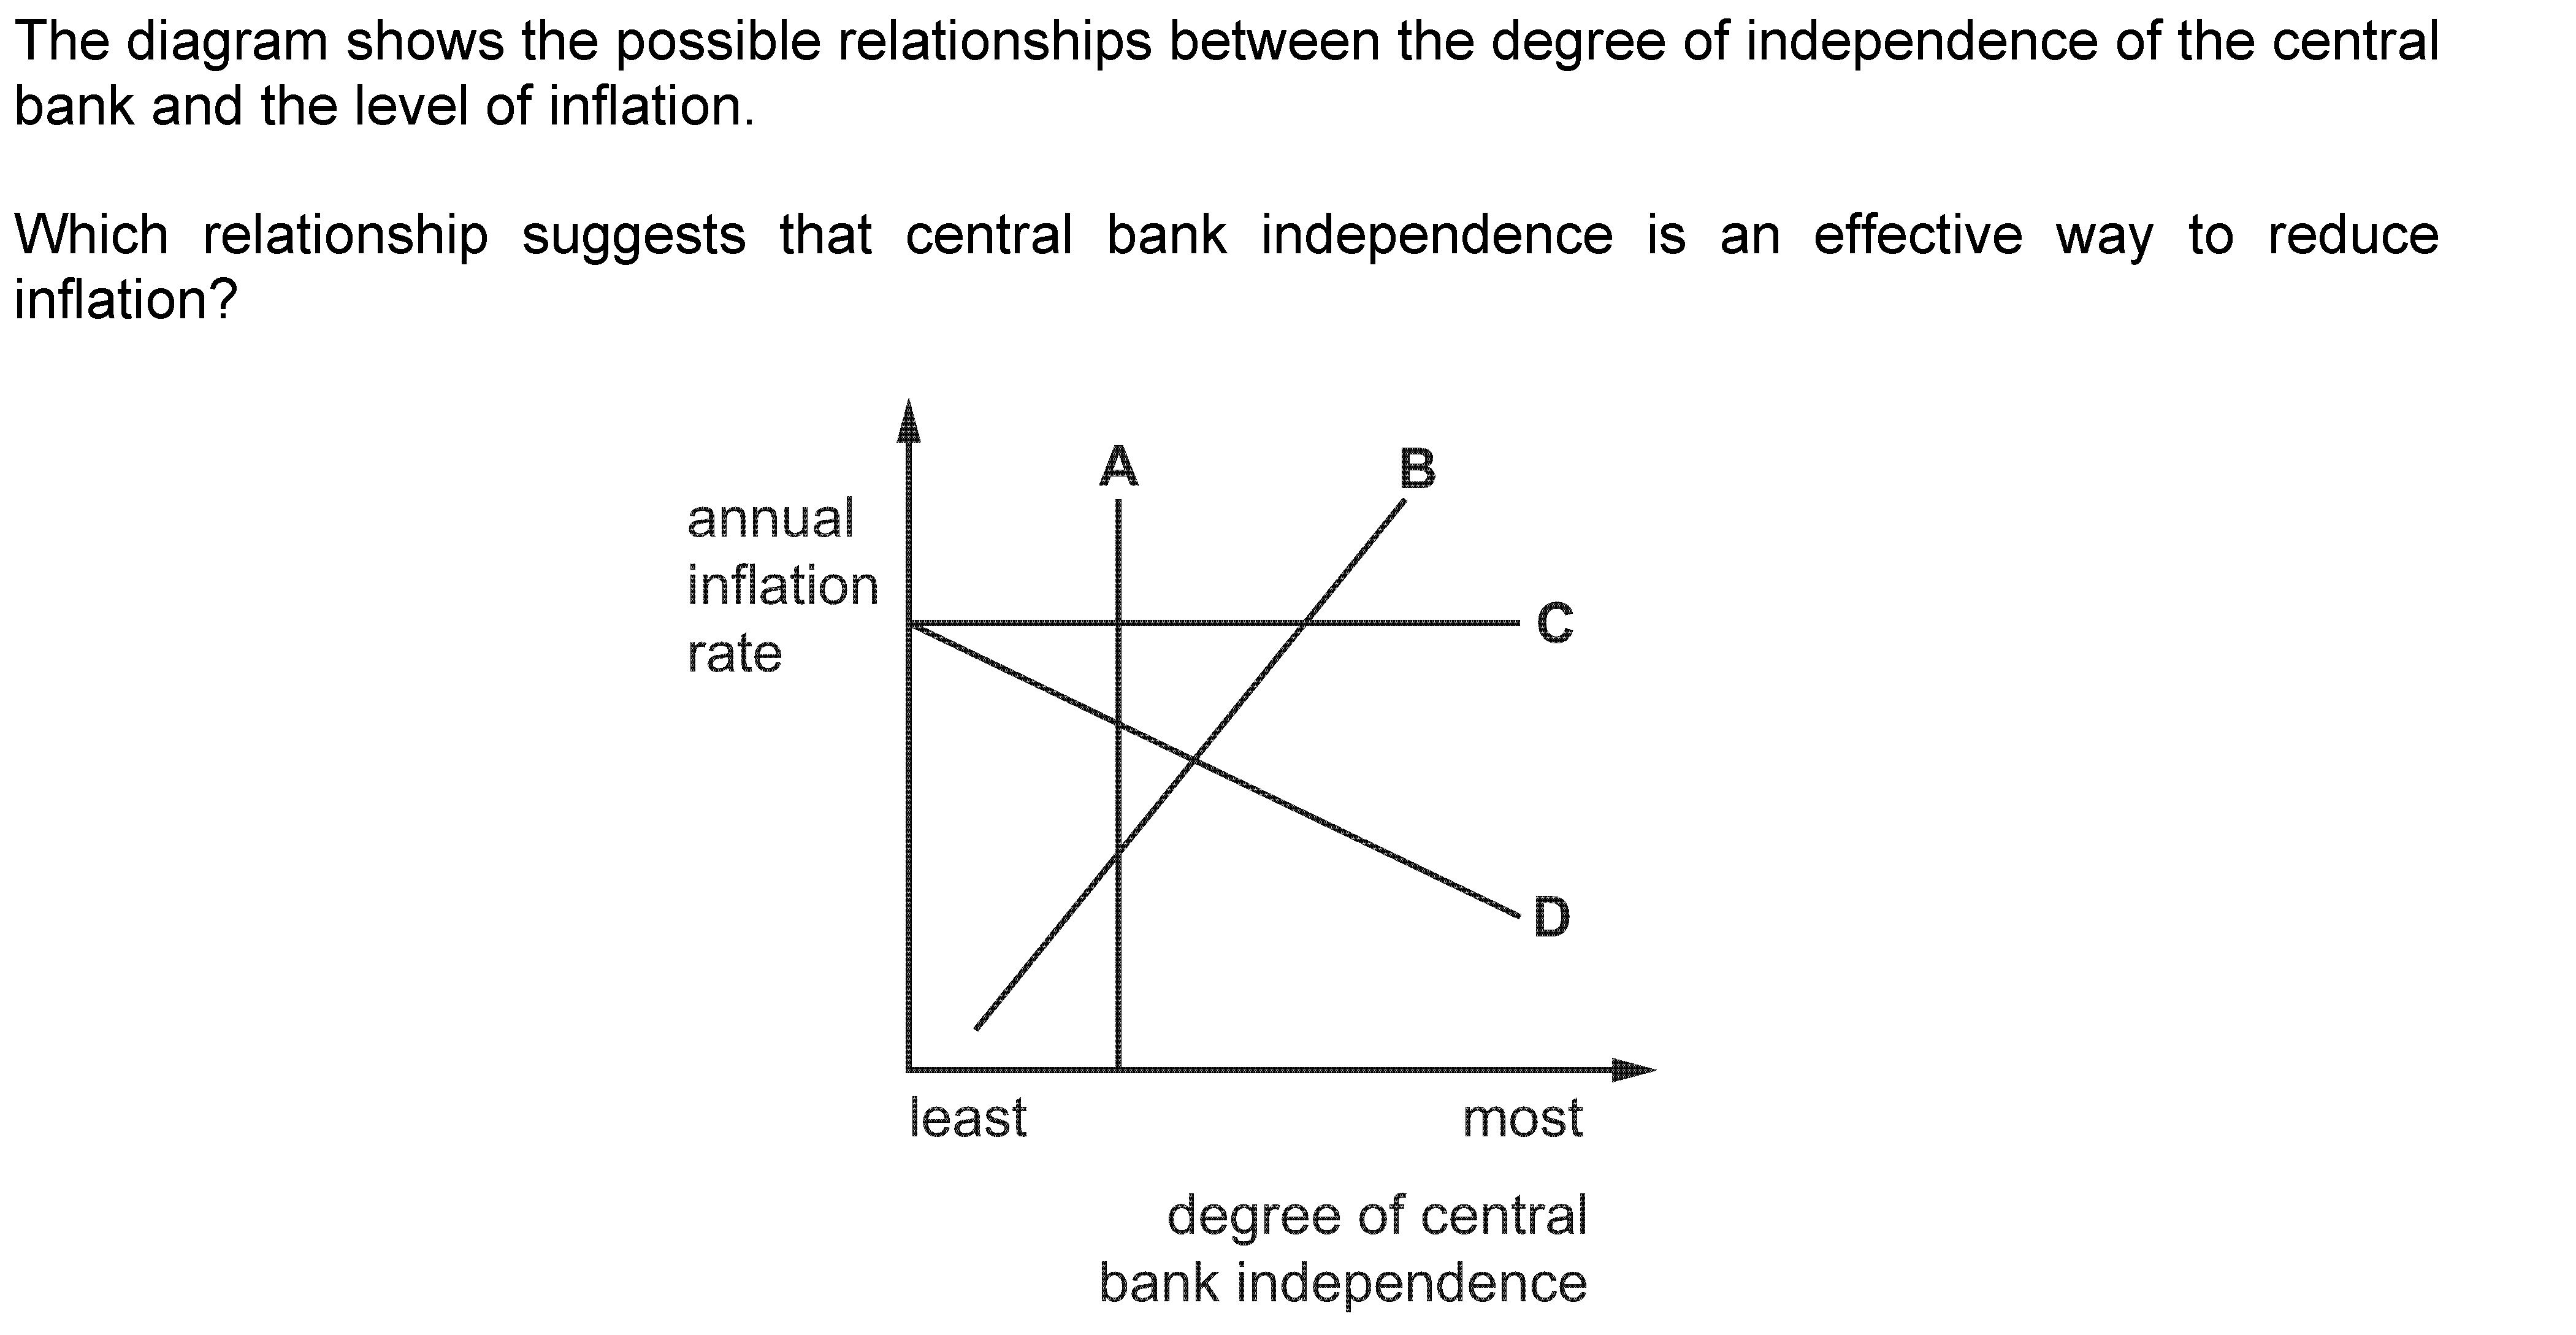 The diagram shows the possible relationships between the degree of independence of the central
bank and the level of inflation.
Which relationship suggests that central bank independence is an effective way to reduce
inflation?
A
B
annual
inflation
rate
C
D
least
most
degree of central
bank independence